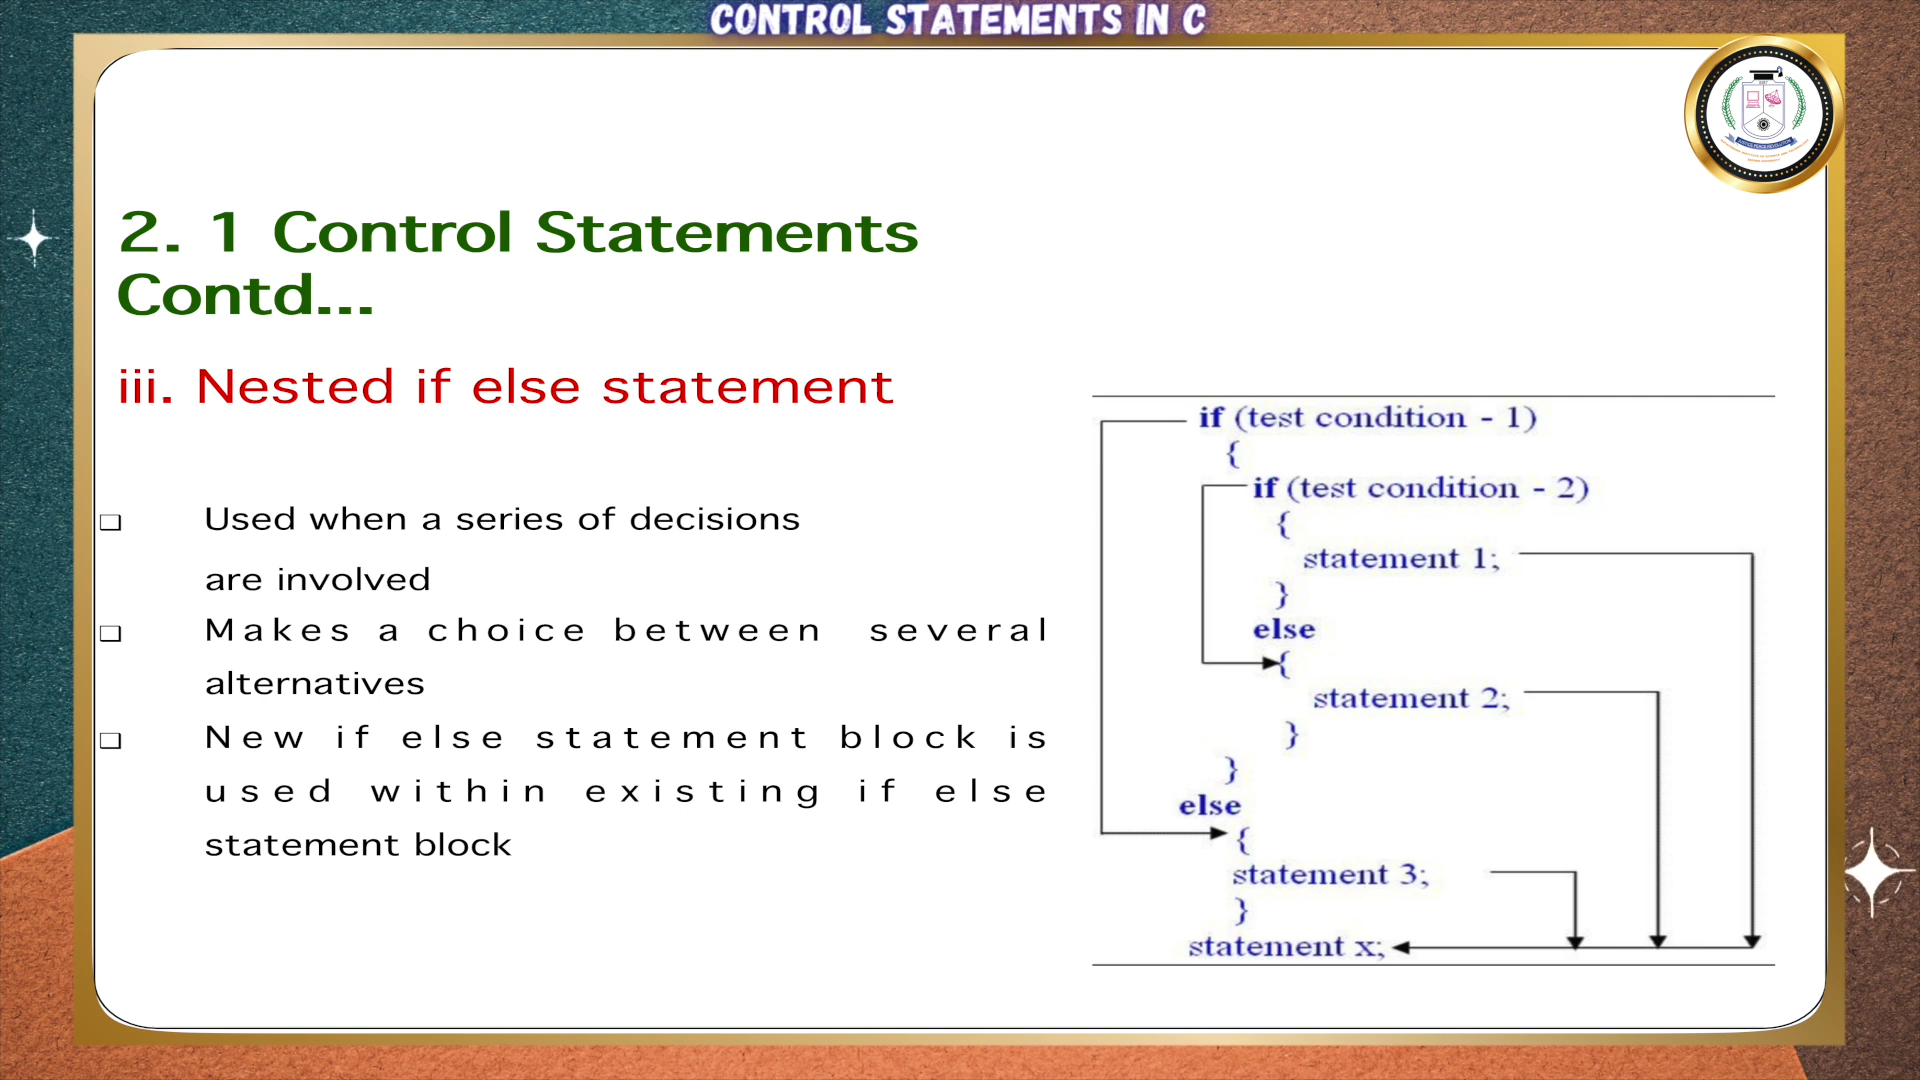 CONTROL STATEMENTS IN C
2. 1 Control Statements
Contd...
iii. Nested if else statement
❑ Used when a series of decisions
are involved
❑ Makes a choice between several
alternatives
❑ New if else statement block is
used within existing if else
statement block
if (test condition - 1)
{
if (test condition - 2)
{
statement 1;
}
else
{
statement 2;
}
}
else
{
statement 3;
}
statement x;